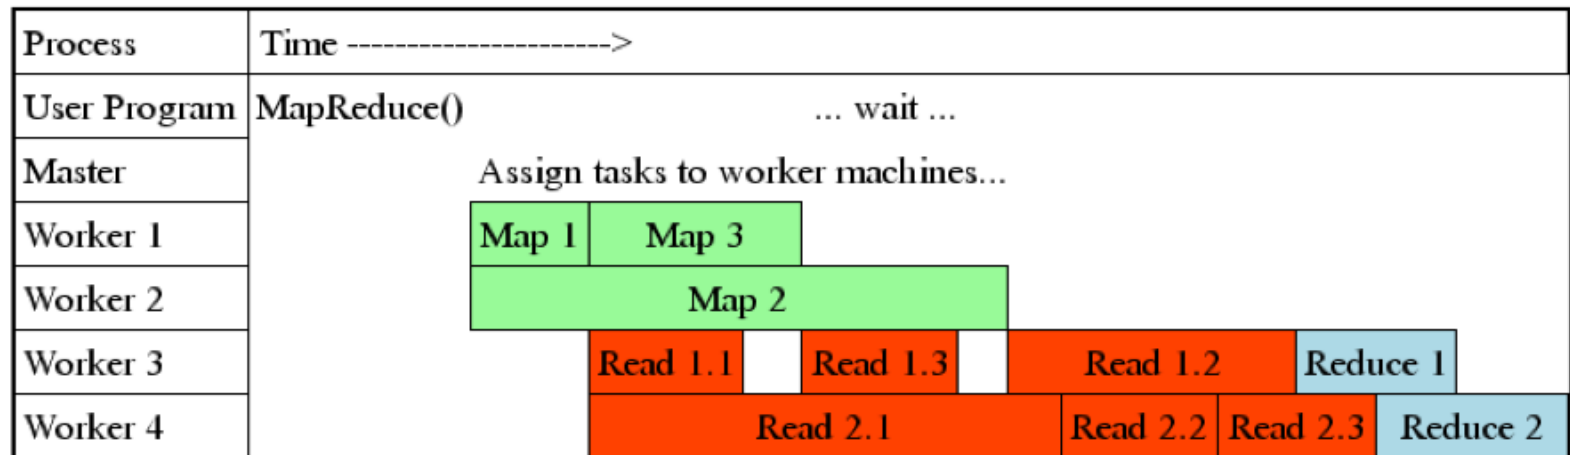 Process Time ---------------------->
User Program MapReduce() ... wait ...
Master Assign tasks to worker machines...
Worker 1 Map 1 Map 3
Worker 2 Map 2
Worker 3 Read 1.1 Read 1.3 Read 1.2 Reduce 1
Worker 4 Read 2.1 Read 2.2 Read 2.3 Reduce 2